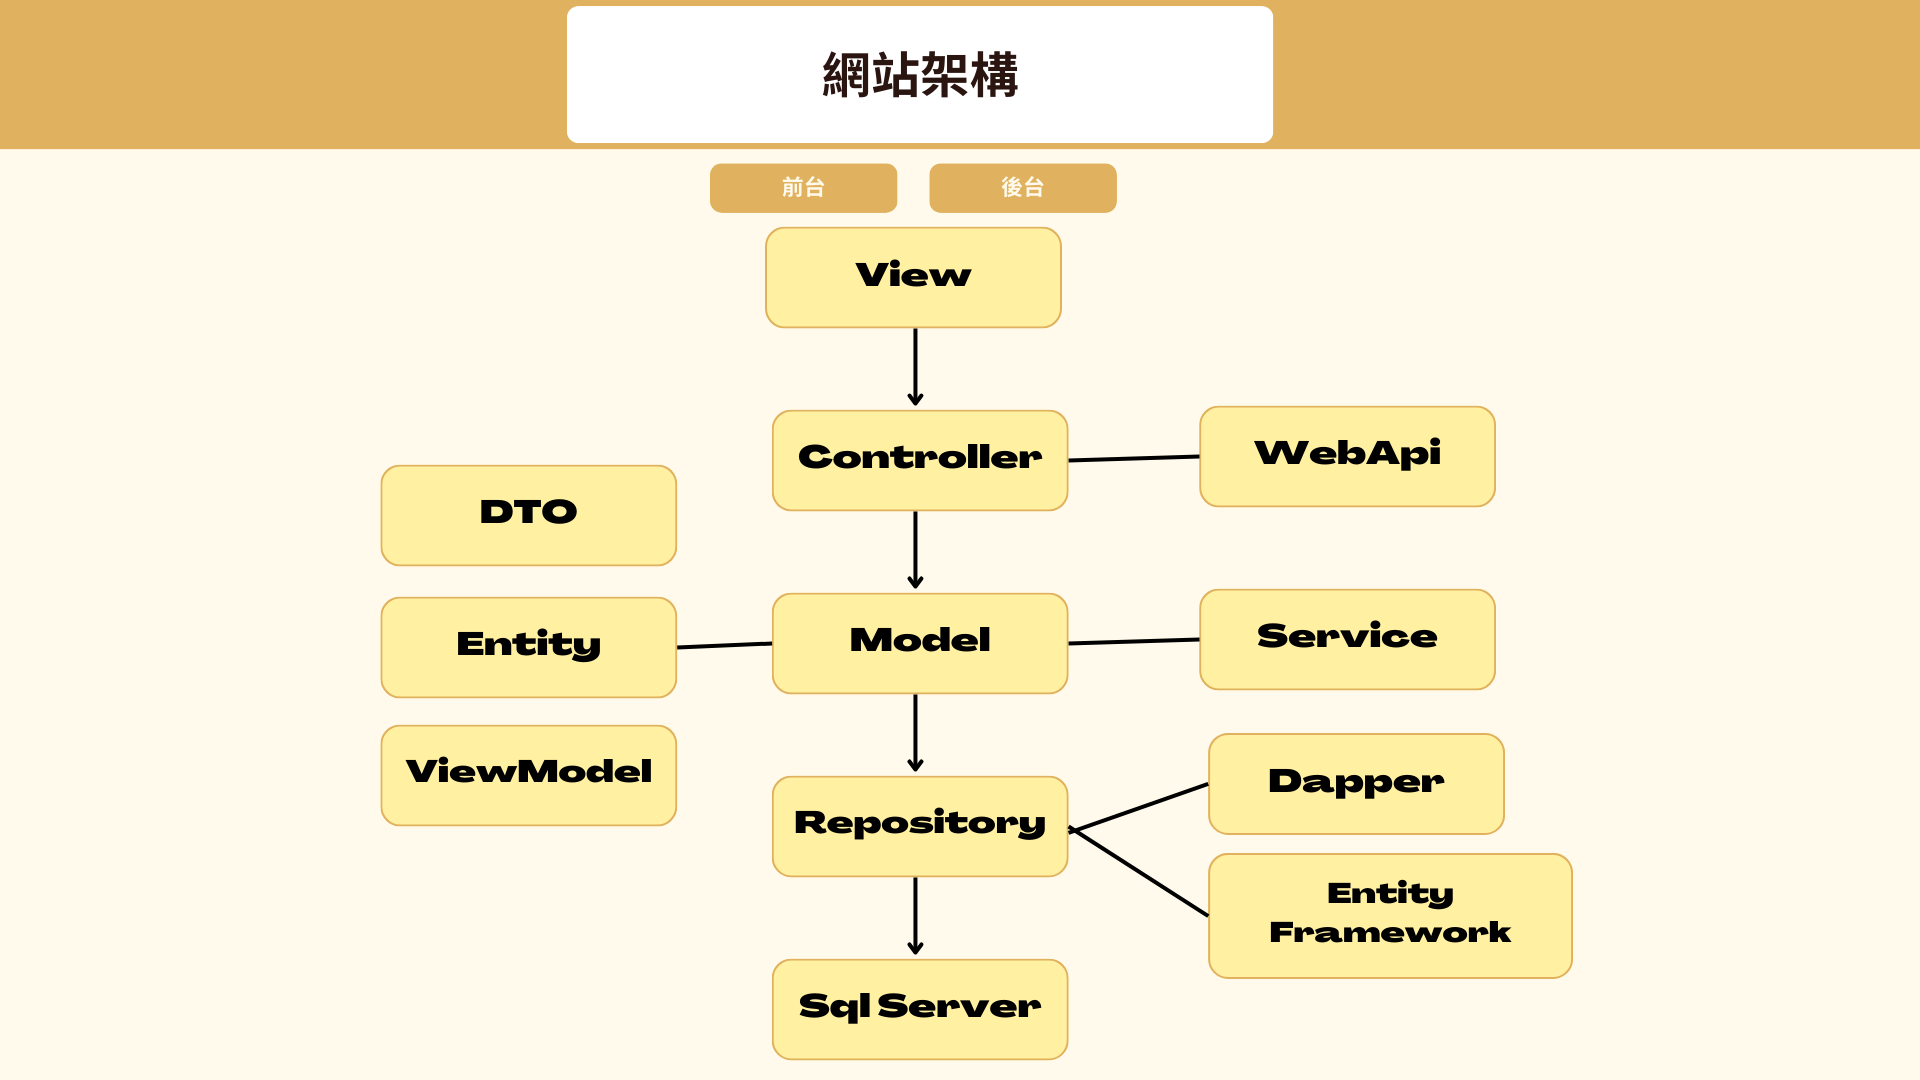 網站架構
前台
後台
View
Controller
WebApi
DTO
Entity
Model
Service
ViewModel
Dapper
Repository
Entity
Framework
Sql Server